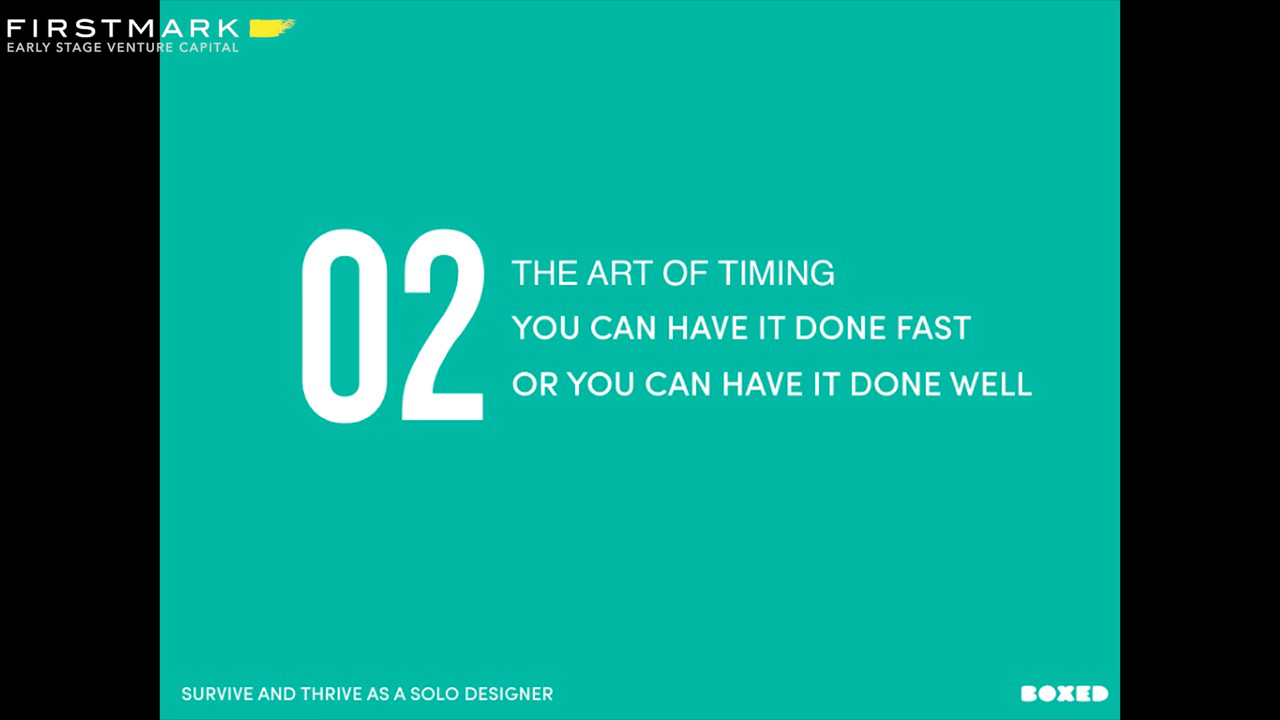 FIRSTMARK
EARLY STAGE VENTURE CAPITAL
02
THE ART OF TIMING
YOU CAN HAVE IT DONE FAST
OR YOU CAN HAVE IT DONE WELL
SURVIVE AND THRIVE AS A SOLO DESIGNER
BOXED